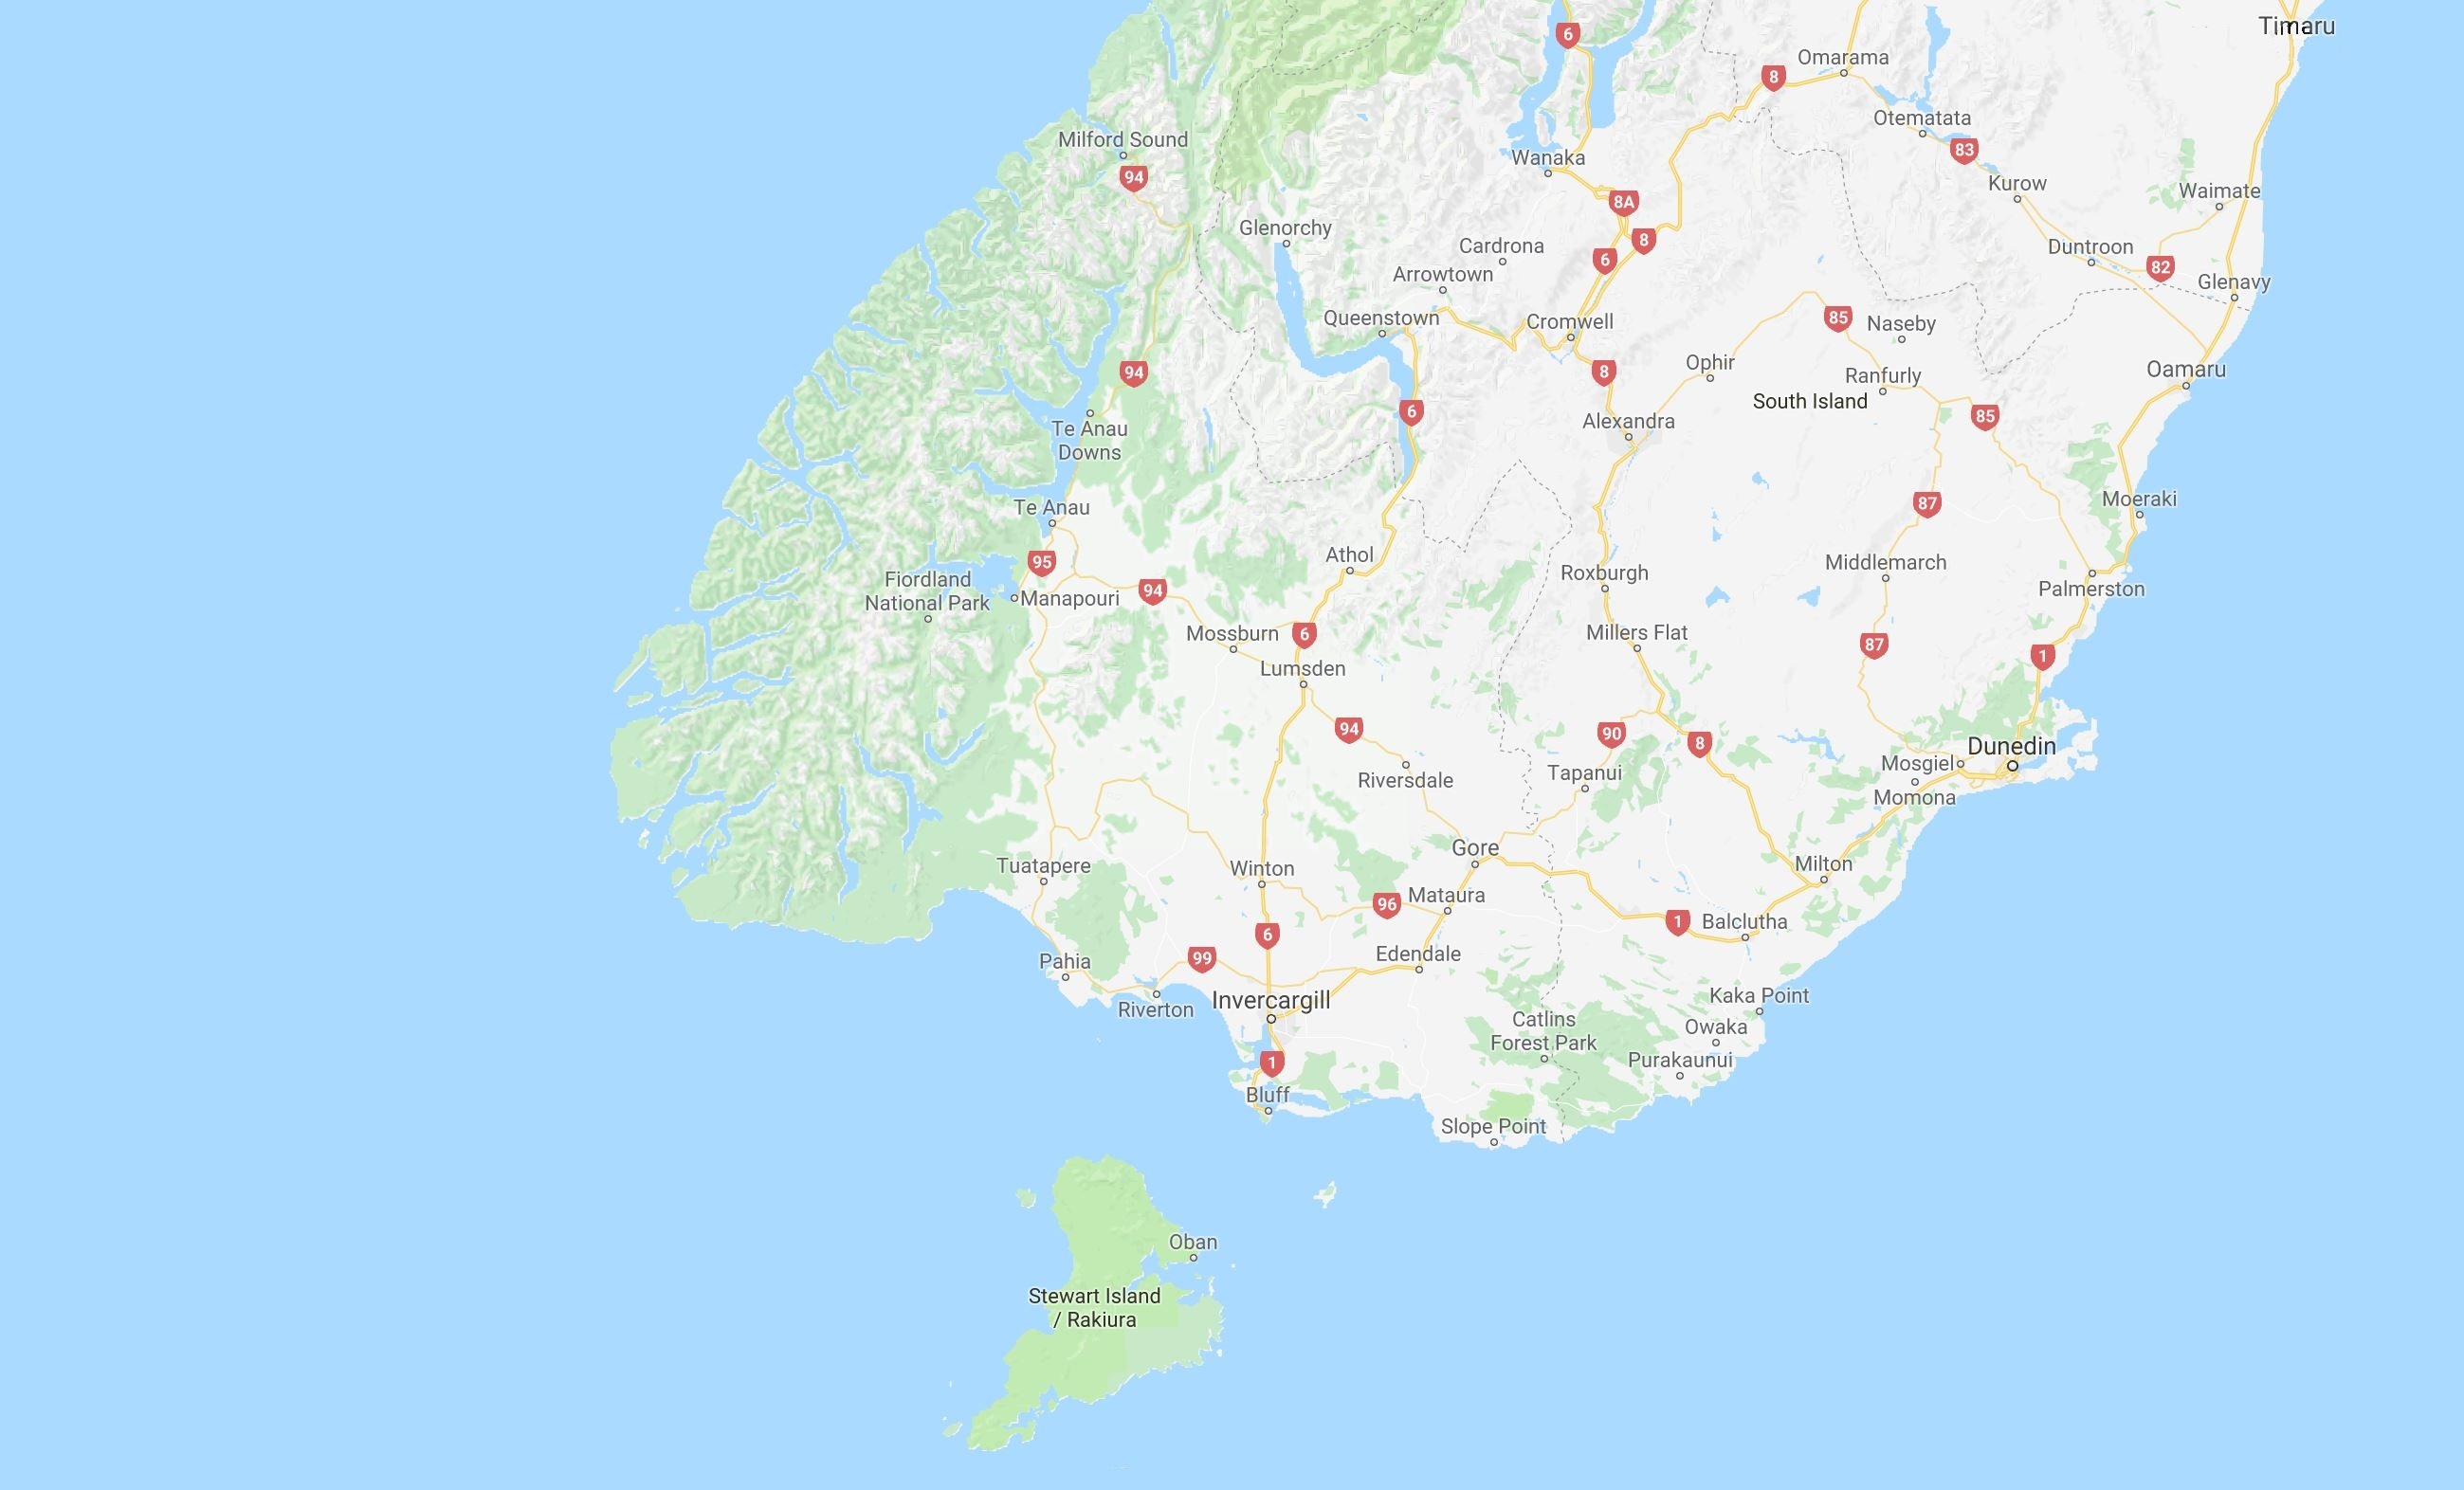 Timaru
6
Omarama
8
Otematata
Milford Sound
83
Wanaka
94
Kurow
Waimate
8A
Glenorchy
8
Cardrona
Duntroon
6
82
Arrowtown
Glenavy
Queenstown
Cromwell
85
Naseby
Ophir
94
8
Ranfurly
Oamaru
South Island
6
85
Alexandra
Te Anau
Downs
Te Anau
87
Moeraki
Athol
95
Middlemarch
Roxburgh
Fiordland
National Park
94
Manapouri
Palmerston
Mossburn
6
Millers Flat
87
1
Lumsden
94
90
8
Dunedin
Mosgiel
Tapanui
Riversdale
Momona
Gore
Tuatapere
Winton
Milton
Mataura
96
1
Balclutha
6
Edendale
99
Pahia
Kaka Point
Invercargill
Riverton
Catlins
Forest Park
Owaka
1
Purakaunui
Bluff
Slope Point
Oban
Stewart Island
/ Rakiura